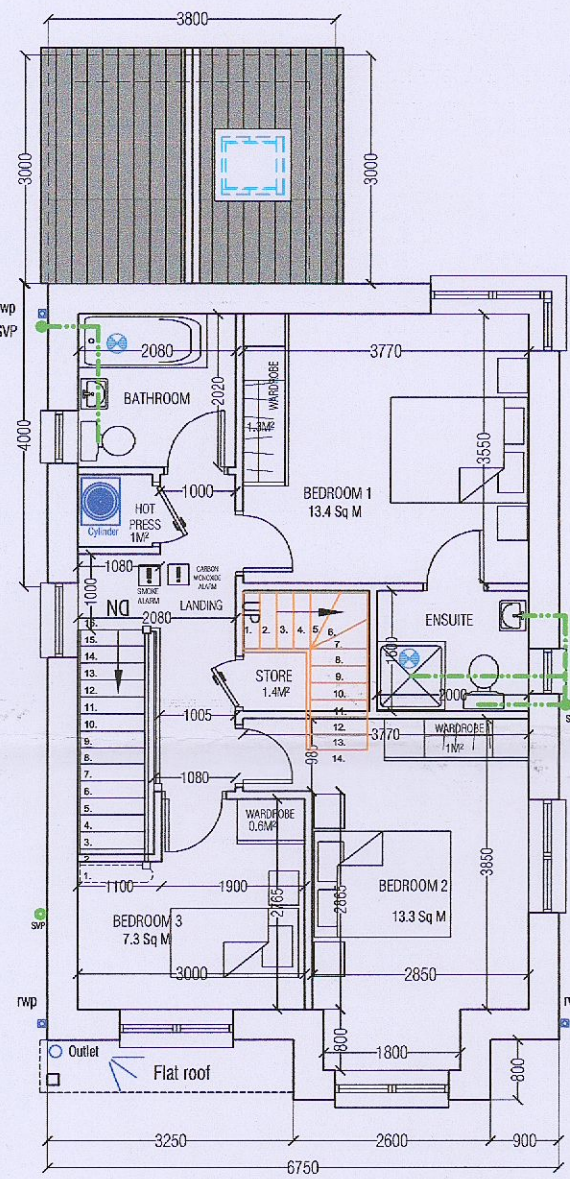 3800
3000
3000
rwp
SVP
2080
3770
BATHROOM
2020
WARDROBE
1.3M²
4000
3550
BEDROOM 1
13.4 Sq M
1000
HOT
PRESS
1M²
Cylinder
1080
SMOKE
ALARM
CARBON
MONOXIDE
ALARM
1000
DN
LANDING
UP
2080
ENSUITE
1. 2. 3. 4. 5. 6.
7.
8.
9.
10.
11.
12.
13.
14.
STORE
1.4M²
2000
16.
15.
14.
13.
12.
11.
10.
9.
8.
7.
6.
5.
4.
3.
2
1.
1005
3770
WARDROBE
1M²
1080
WARDROBE
0.6M²
3850
1100
1900
2765
2865
BEDROOM 2
13.3 Sq M
BEDROOM 3
7.3 Sq M
SVP
3000
2850
rwp
800
1800
800
Outlet
Flat roof
3250
2600
900
6750